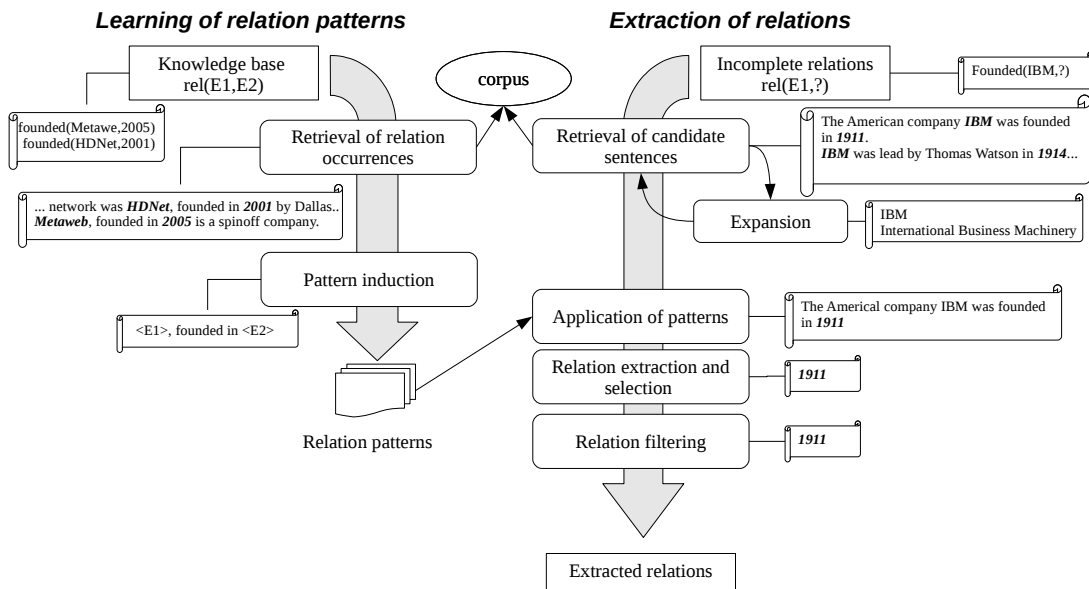 Learning of relation patterns
Knowledge base
rel(E1,E2)
founded(Metawe,2005)
founded(HDNet,2001)
Retrieval of relation
occurrences
... network was HDNet, founded in 2001 by Dallas..
Metaweb, founded in 2005 is a spinoff company.
Pattern induction
<E1>, founded in <E2>
Relation patterns
corpus
Extraction of relations
Incomplete relations
rel(E1,?)
Founded(IBM,?)
Retrieval of candidate
sentences
The American company IBM was founded
in 1911.
IBM was lead by Thomas Watson in 1914...
Expansion
IBM
International Business Machinery
Application of patterns
The Americal company IBM was founded
in 1911
Relation extraction and
selection
1911
Relation filtering
1911
Extracted relations